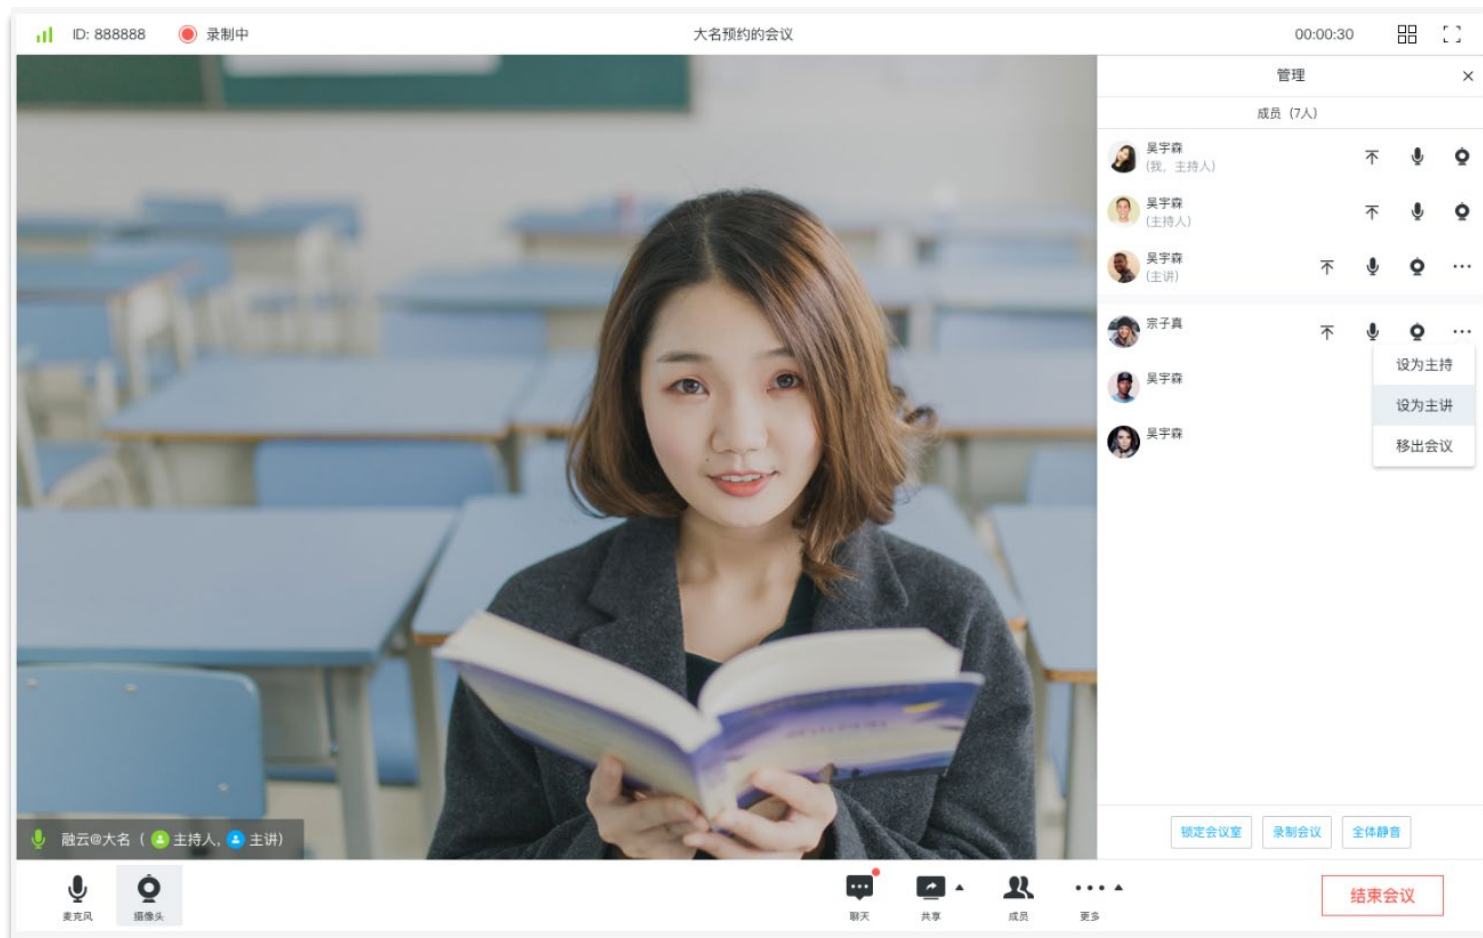 ID: 888888
录制中
大名预约的会议
00:00:30
管理
成员（7人）
吴宇森
(我，主持人)
吴宇森
(主持人)
吴宇森
(主讲)
宗子真
吴宇森
吴宇森
设为主持
设为主讲
移出会议
融云@大名（主持人, 主讲)
锁定会议室
录制会议
全体静音
麦克风
摄像头
聊天
共享
成员
更多
结束会议